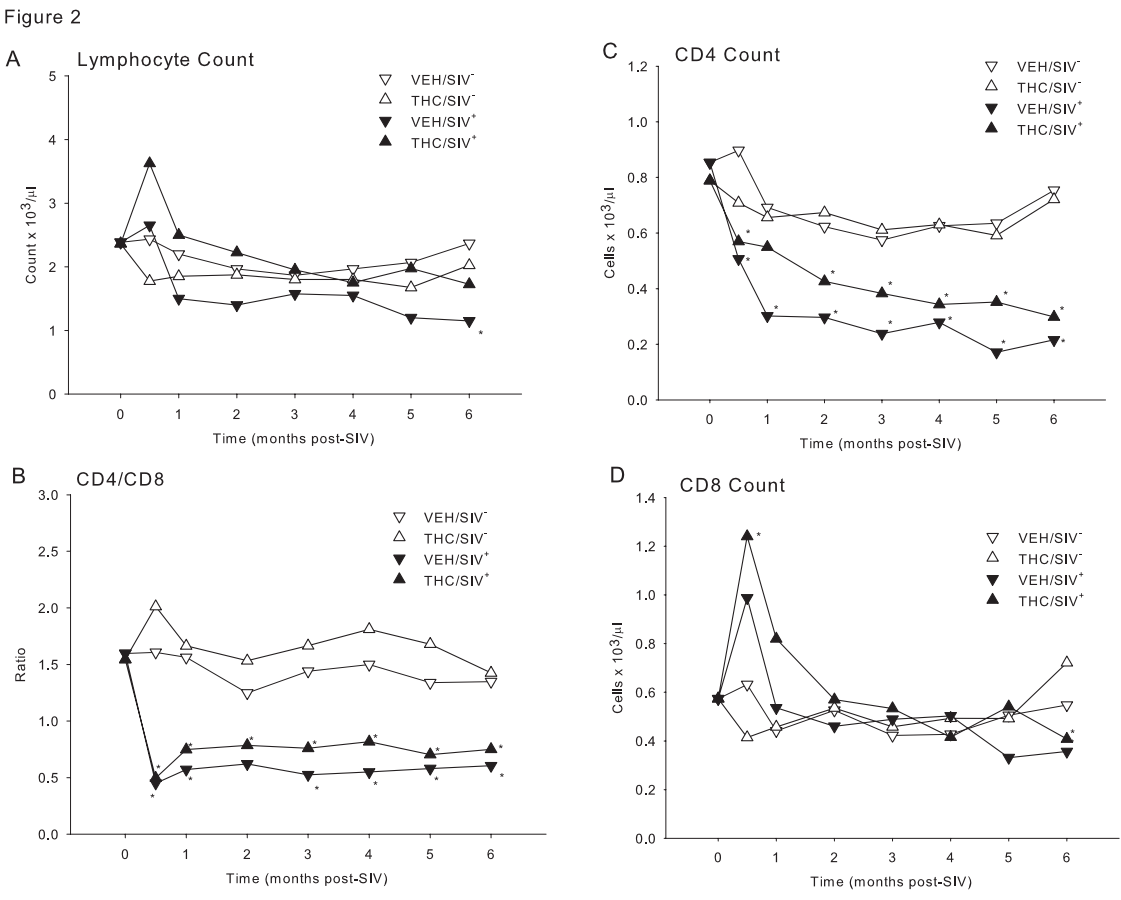 Figure 2
A
Lymphocyte Count
VEH/SIV⁻
THC/SIV⁻
VEH/SIV⁺
THC/SIV⁺
Count x 10³/µl
5
4
3
2
1
0
*
0 1 2 3 4 5 6
Time (months post-SIV)
C
CD4 Count
VEH/SIV⁻
THC/SIV⁻
VEH/SIV⁺
THC/SIV⁺
Cells x 10³/µl
1.2
1.0
0.8
0.6
0.4
0.2
0.0
* * * * * *
* * * * * * *
0 1 2 3 4 5 6
Time (months post-SIV)
B
CD4/CD8
VEH/SIV⁻
THC/SIV⁻
VEH/SIV⁺
THC/SIV⁺
Ratio
3.0
2.5
2.0
1.5
1.0
0.5
0.0
* * * * * * *
* * * * * *
0 1 2 3 4 5 6
Time (months post-SIV)
D
CD8 Count
VEH/SIV⁻
THC/SIV⁻
VEH/SIV⁺
THC/SIV⁺
Cells x 10³/µl
1.4
1.2
1.0
0.8
0.6
0.4
0.2
0.0
*
*
0 1 2 3 4 5 6
Time (months post-SIV)